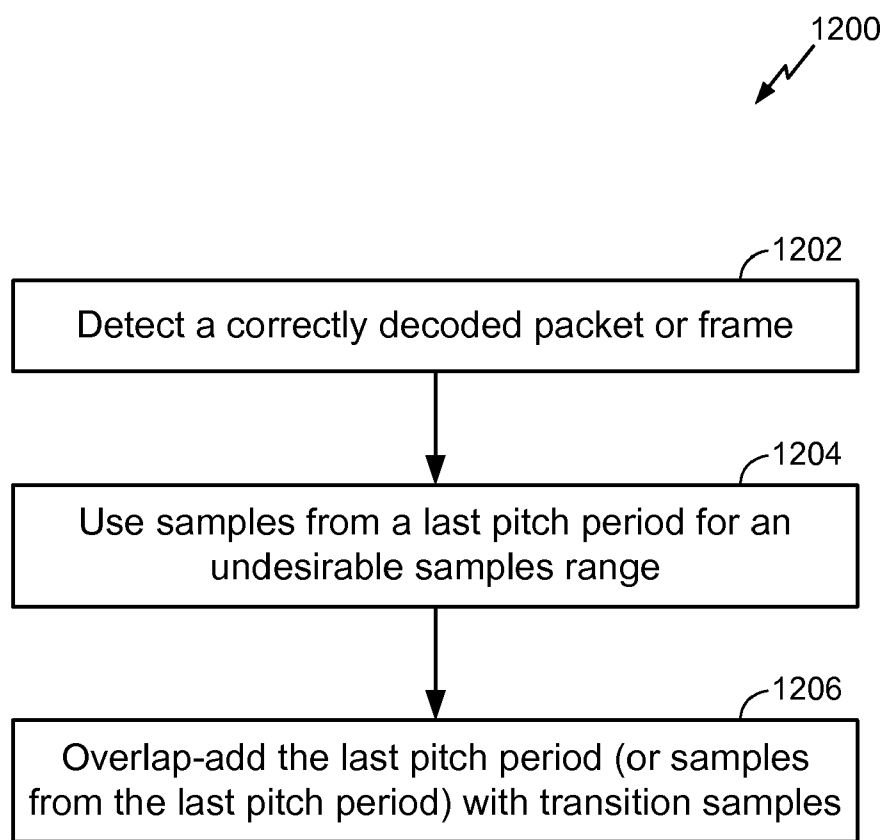 1200
1202
Detect a correctly decoded packet or frame
1204
Use samples from a last pitch period for an
undesirable samples range
1206
Overlap-add the last pitch period (or samples
from the last pitch period) with transition samples